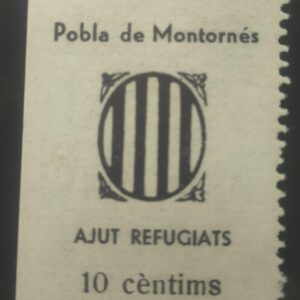 Pobla de Montornés
AJUT REFUGIATS
10 cèntims